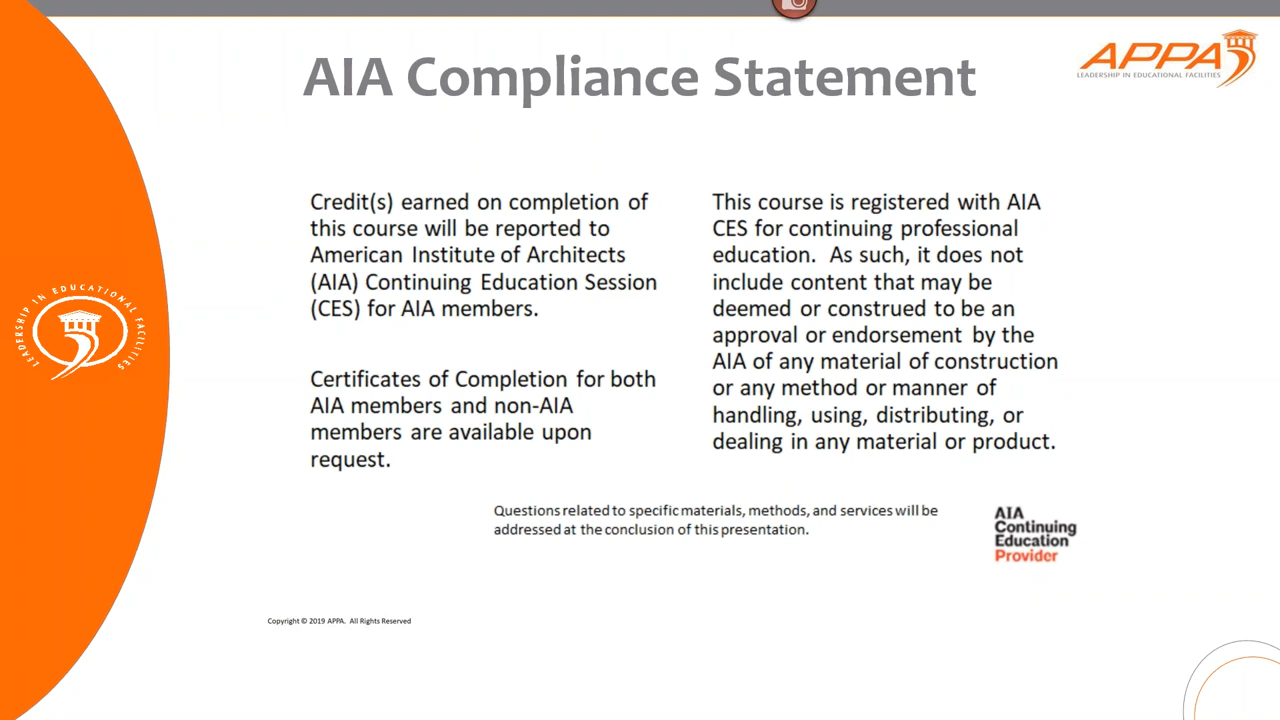 AIA Compliance Statement
APPA
LEADERSHIP IN EDUCATIONAL FACILITIES
Credit(s) earned on completion of
this course will be reported to
American Institute of Architects
(AIA) Continuing Education Session
(CES) for AIA members.
Certificates of Completion for both
AIA members and non-AIA
members are available upon
request.
This course is registered with AIA
CES for continuing professional
education. As such, it does not
include content that may be
deemed or construed to be an
approval or endorsement by the
AIA of any material of construction
or any method or manner of
handling, using, distributing, or
dealing in any material or product.
LEADERSHIP IN EDUCATIONAL FACILITIES
Questions related to specific materials, methods, and services will be
addressed at the conclusion of this presentation.
AIA
Continuing
Education
Provider
Copyright © 2019 APPA. All Rights Reserved